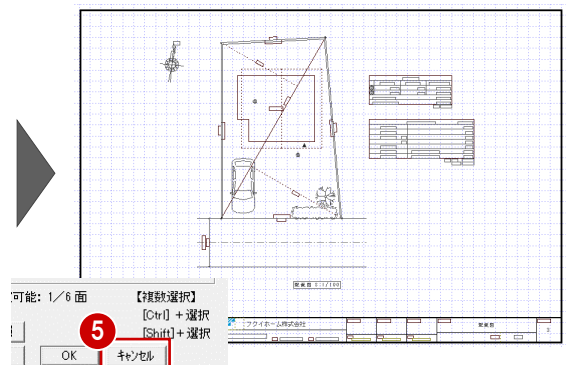 配置図 S:1/100
可能: 1/6 面
【複数選択】
[Ctrl] +選択
[Shift]+選択
5
OK
キャンセル
フクイホーム株式会社
配置図